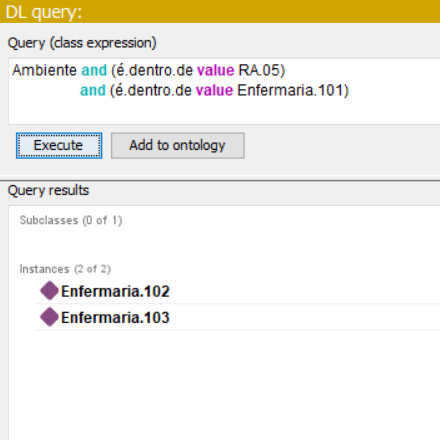 DL query:
Query (class expression)
Ambiente and (é.dentro.de value RA.05)
and (é.dentro.de value Enfermaria.101)
Execute
Add to ontology
Query results
Subclasses (0 of 1)
Instances (2 of 2)
Enfermaria.102
Enfermaria.103